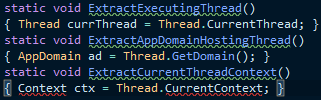 static void ExtractExecutingThread()
{ Thread currThread = Thread.CurrentThread; }
static void ExtractAppDomainHostingThread()
{ AppDomain ad = Thread.GetDomain(); }
static void ExtractCurrentThreadContext()
{ Context ctx = Thread.CurrentContext; }